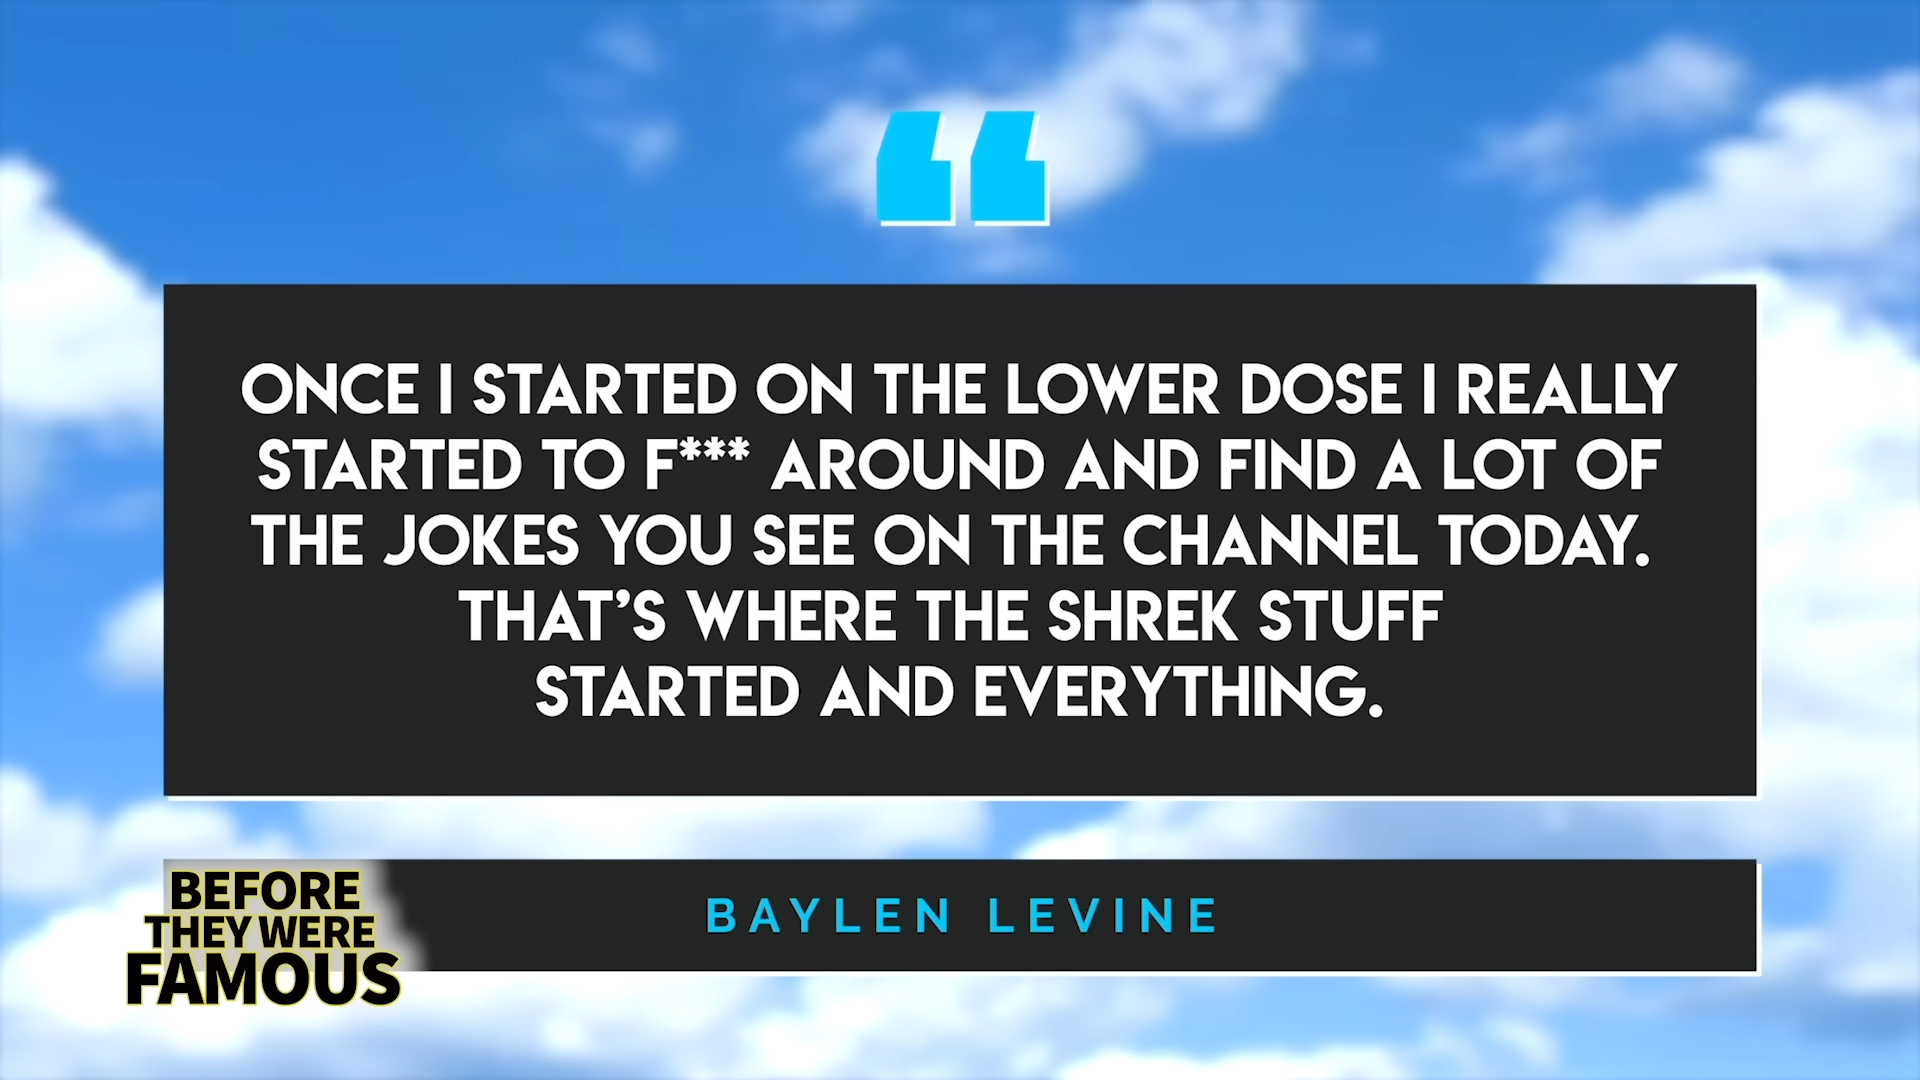 “
ONCE I STARTED ON THE LOWER DOSE I REALLY
STARTED TO F*** AROUND AND FIND A LOT OF
THE JOKES YOU SEE ON THE CHANNEL TODAY.
THAT’S WHERE THE SHREK STUFF
STARTED AND EVERYTHING.
BAYLEN LEVINE
BEFORE
THEY WERE
FAMOUS